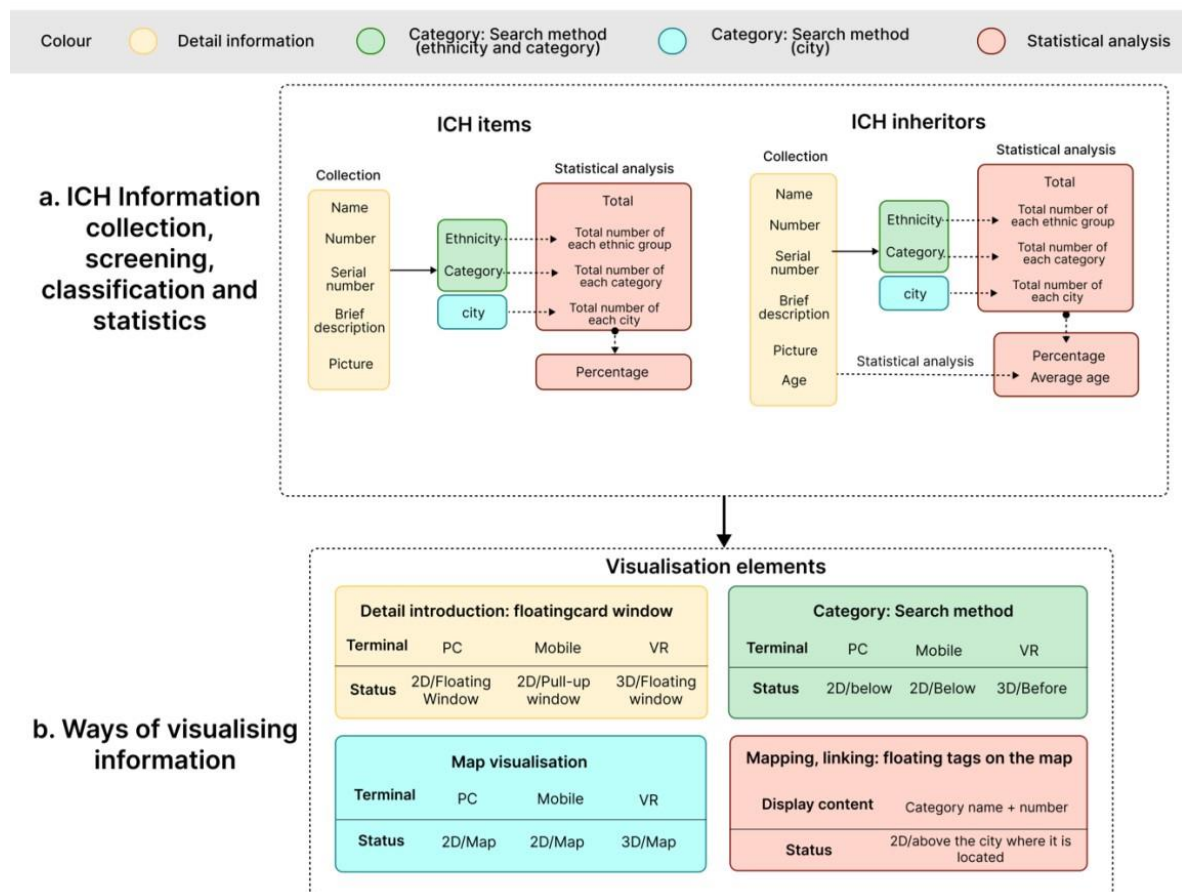 Colour
Detail information
Category: Search method
(ethnicity and category)
Category: Search method
(city)
Statistical analysis
a. ICH Information
collection,
screening,
classification and
statistics
ICH items
Collection
Name
Number
Serial
number
Brief
description
Picture
Ethnicity
Category
city
Statistical analysis
Total
Total number of
each ethnic group
Total number of
each category
Total number of
each city
Percentage
ICH inheritors
Collection
Name
Number
Serial
number
Brief
description
Picture
Age
Ethnicity
Category
city
Statistical analysis
Total
Total number of
each ethnic group
Total number of
each category
Total number of
each city
Statistical analysis
Percentage
Average age
b. Ways of visualising
information
Visualisation elements
Detail introduction: floatingcard window
Terminal PC Mobile VR
Status 2D/Floating Window 2D/Pull-up window 3D/Floating window
Category: Search method
Terminal PC Mobile VR
Status 2D/below 2D/Below 3D/Before
Map visualisation
Terminal PC Mobile VR
Status 2D/Map 2D/Map 3D/Map
Mapping, linking: floating tags on the map
Display content Category name + number
Status 2D/above the city where it is
located